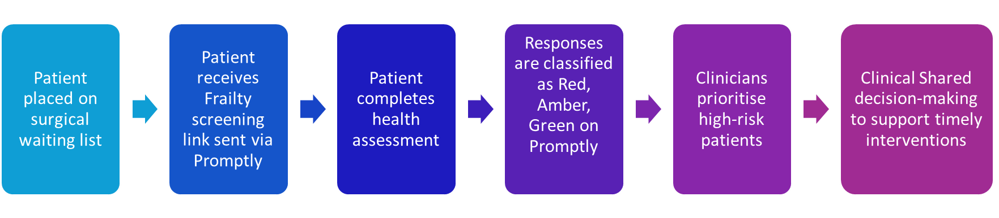 Patient
placed on
surgical
waiting list
Patient
receives
Frailty
screening
link sent via
Promptly
Patient
completes
health
assessment
Responses
are classified
as Red,
Amber,
Green on
Promptly
Clinicians
prioritise
high-risk
patients
Clinical Shared
decision-making
to support timely
interventions